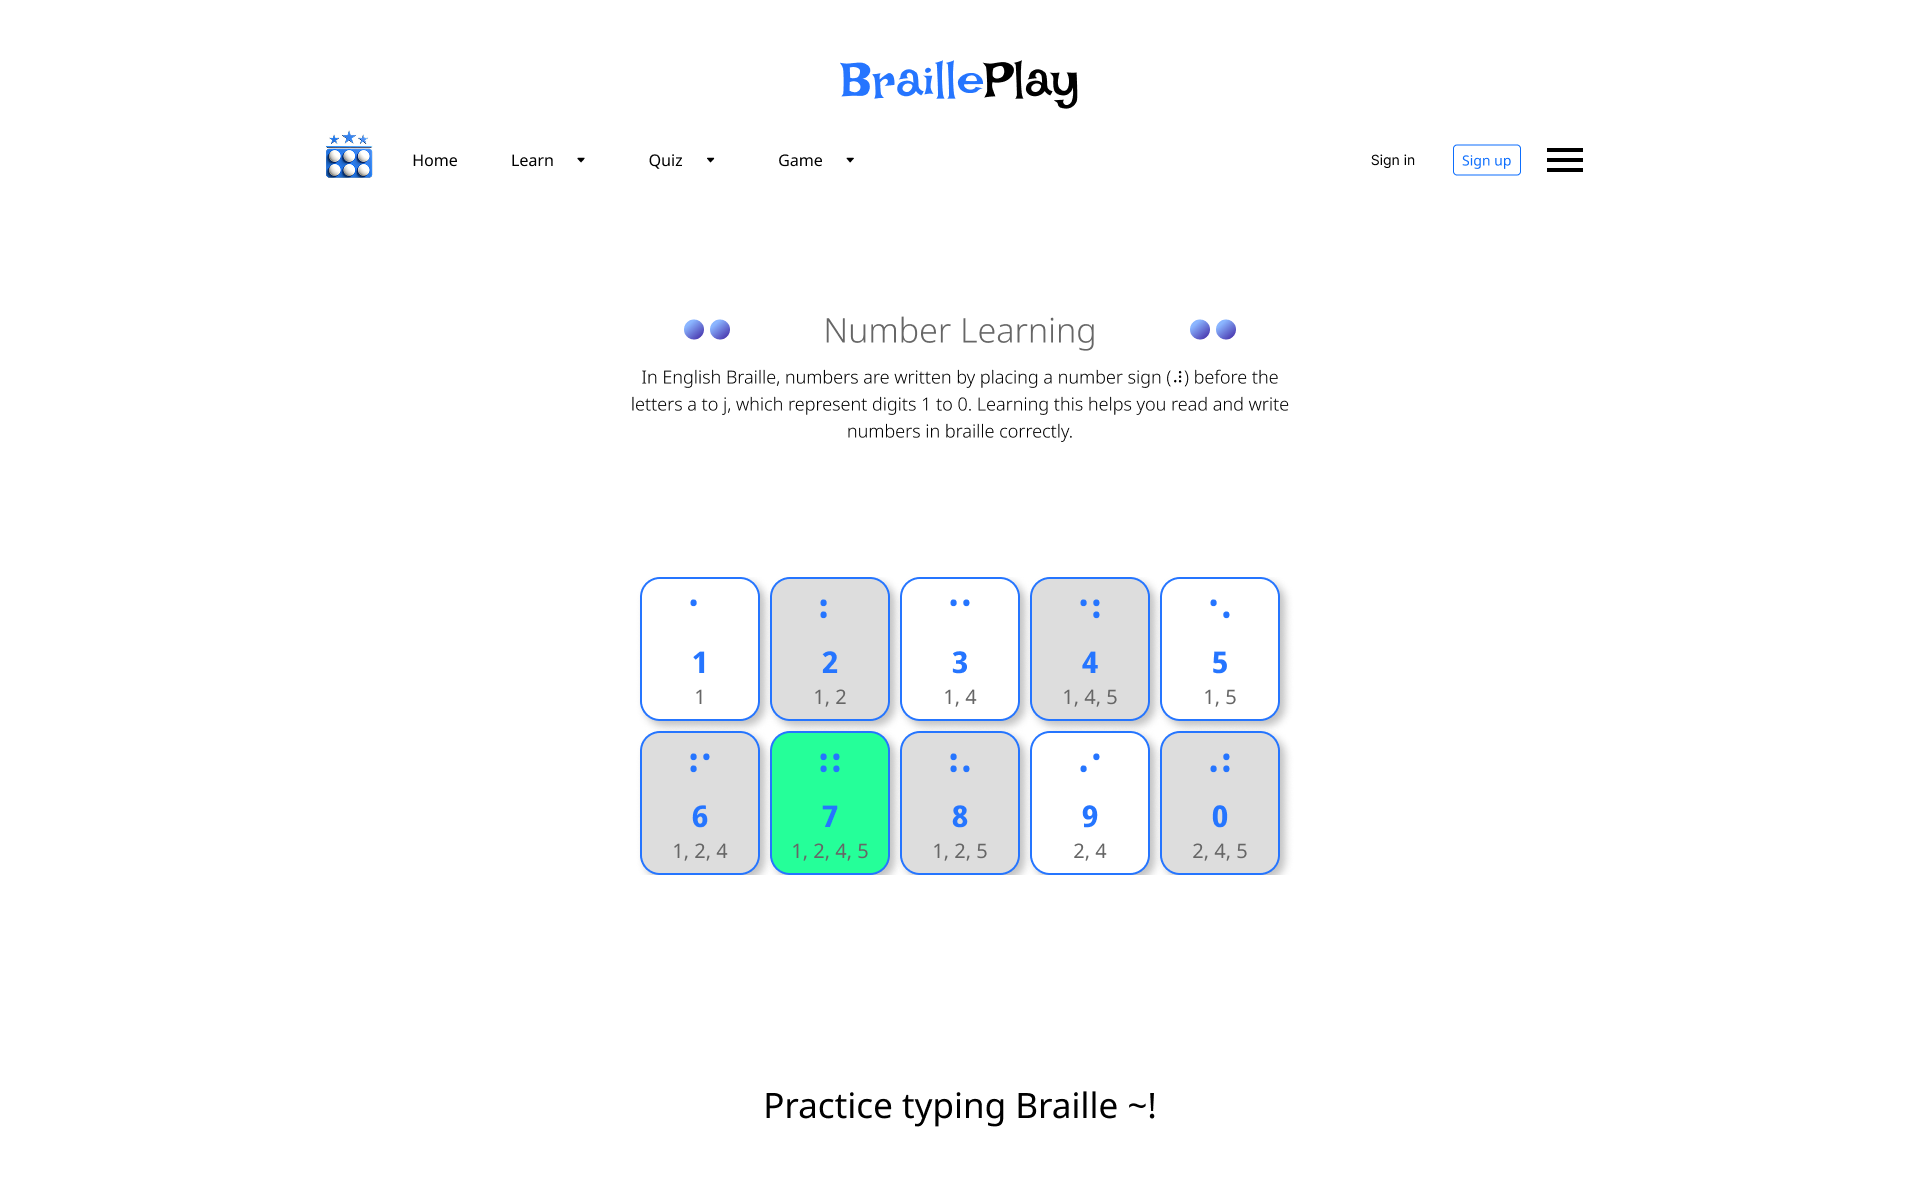 BraillePlay
Home Learn Quiz Game Sign in Sign up
Number Learning
In English Braille, numbers are written by placing a number sign (⠼) before the
letters a to j, which represent digits 1 to 0. Learning this helps you read and write
numbers in braille correctly.
⠁ ⠃ ⠉ ⠙ ⠑
1 2 3 4 5
1 1, 2 1, 4 1, 4, 5 1, 5
⠋ ⠛ ⠓ ⠊ ⠚
6 7 8 9 0
1, 2, 4 1, 2, 4, 5 1, 2, 5 2, 4 2, 4, 5
Practice typing Braille ~!